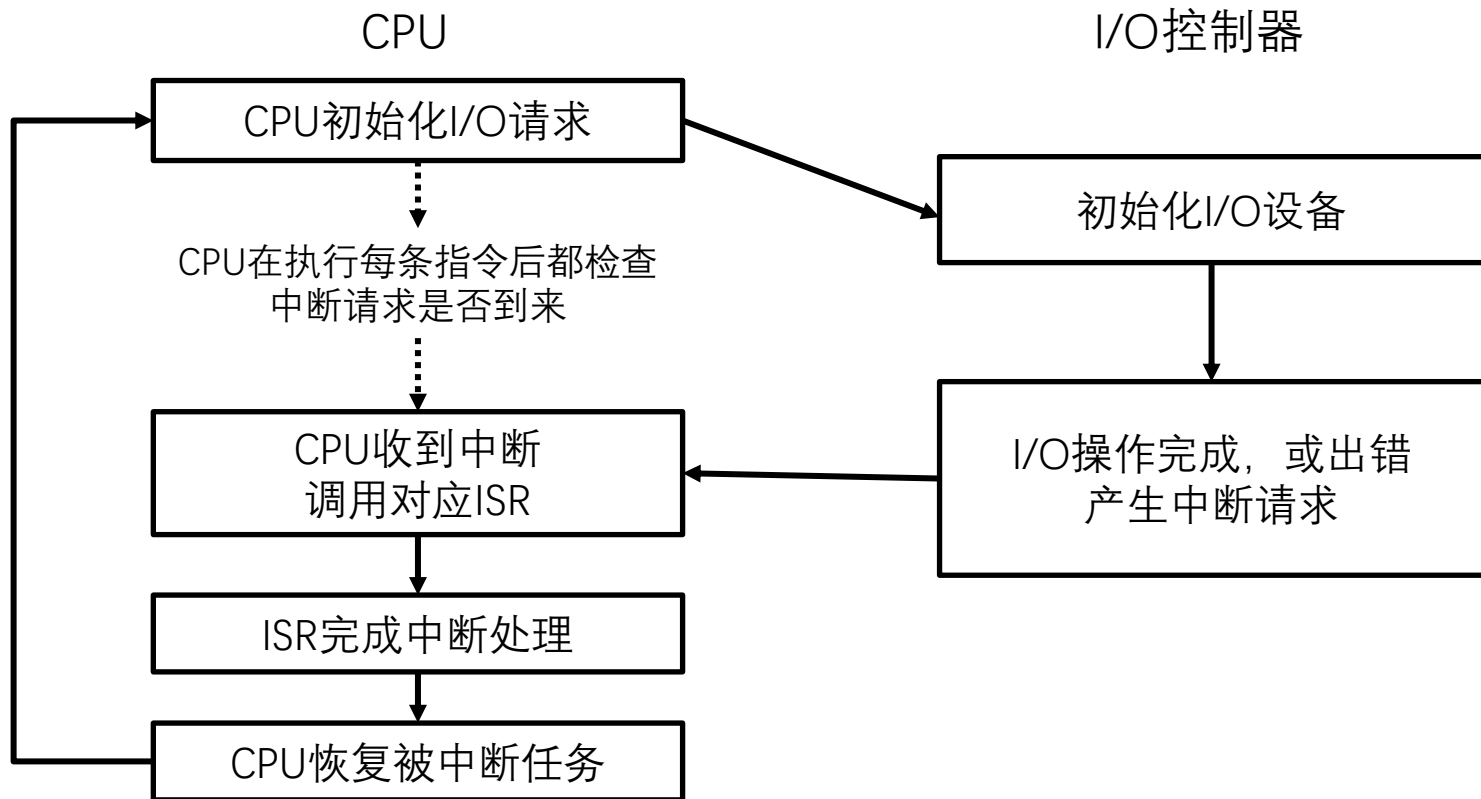 CPU
I/O控制器
CPU初始化I/O请求
初始化I/O设备
CPU在执行每条指令后都检查
中断请求是否到来
CPU收到中断
调用对应ISR
I/O操作完成，或出错
产生中断请求
ISR完成中断处理
CPU恢复被中断任务